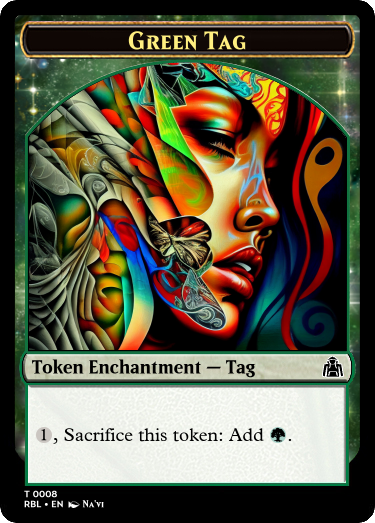 Green Tag
Token Enchantment — Tag
1, Sacrifice this token: Add .
T 0008
RBL • EN Na'vi